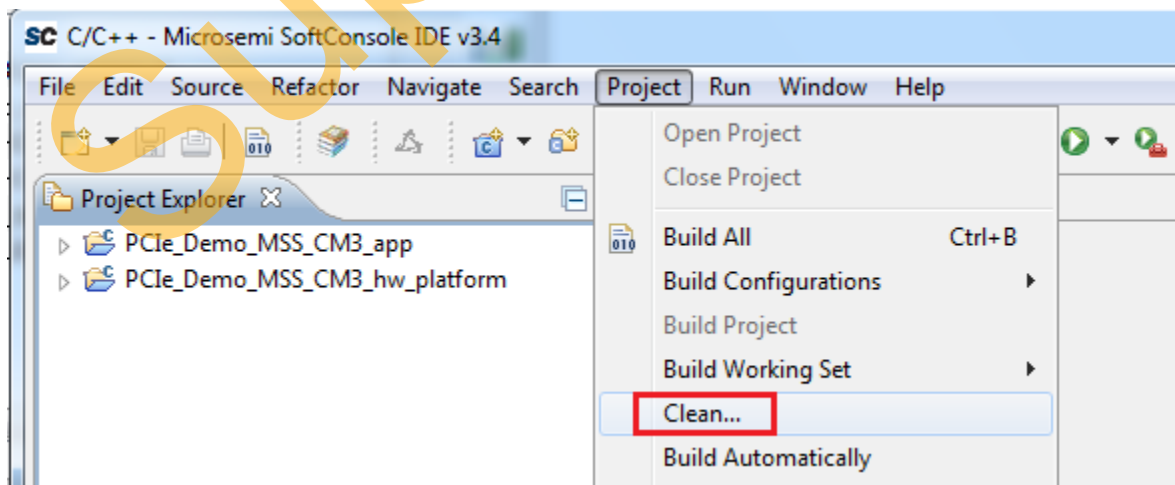 SC C/C++ - Microsemi SoftConsole IDE v3.4
File Edit Source Refactor Navigate Search Project Run Window Help
Open Project
Close Project
Project Explorer
PCIe_Demo_MSS_CM3_app
PCIe_Demo_MSS_CM3_hw_platform
010
Build All Ctrl+B
Build Configurations
Build Project
Build Working Set
Clean...
Build Automatically